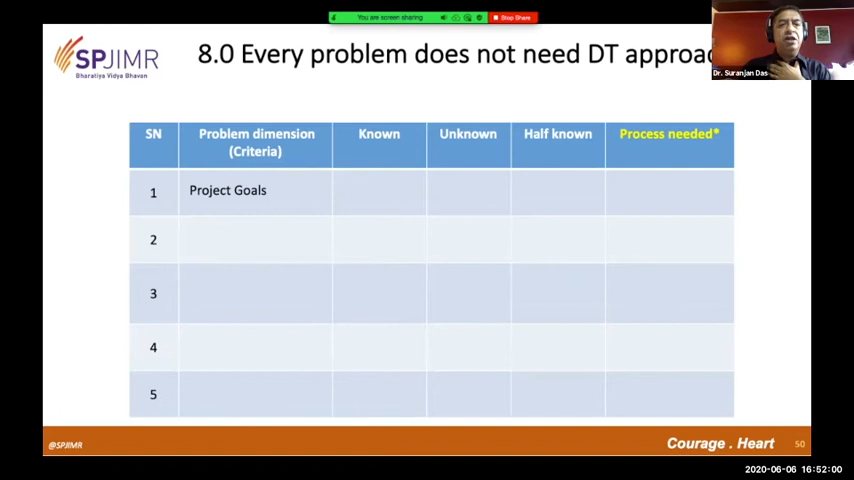 You are screen sharing
Stop Share
SPJIMR
Bharatiya Vidya Bhavan
8.0 Every problem does not need DT
Dr. Suranjan Das
SN
Problem dimension
(Criteria)
Known
Unknown
Half known
Process needed*
1
Project Goals
2
3
4
5
@SPJIMR
Courage . Heart
50
2020-06-06 16:52:00